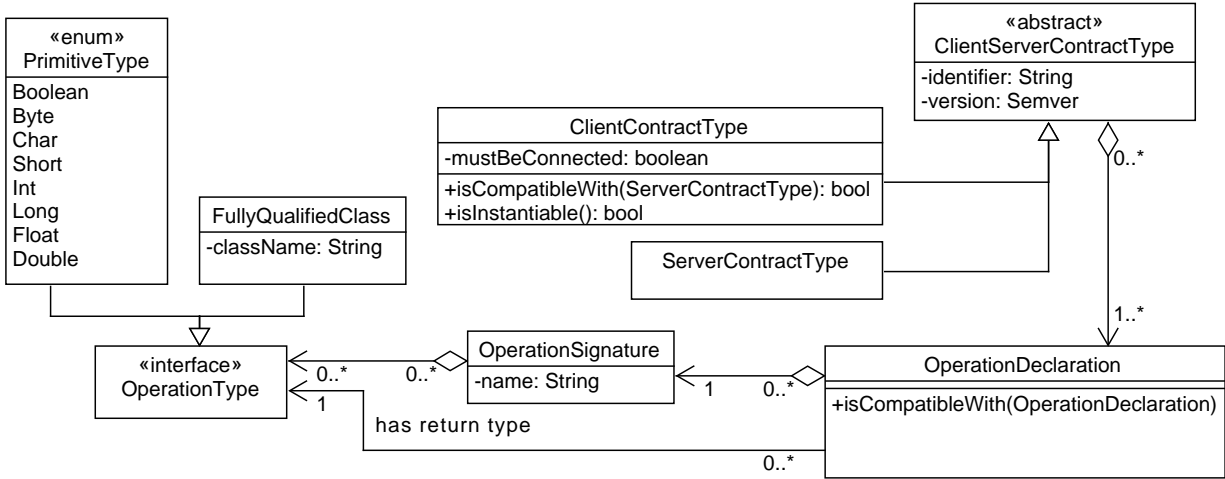 «enum»
PrimitiveType
Boolean
Byte
Char
Short
Int
Long
Float
Double
FullyQualifiedClass
-className: String
«abstract»
ClientServerContractType
-identifier: String
-version: Semver
ClientContractType
-mustBeConnected: boolean
+isCompatibleWith(ServerContractType): bool
+isInstantiable(): bool
0..*
ServerContractType
1..*
«interface»
OperationType
0..*
0..*
OperationSignature
-name: String
1
0..*
OperationDeclaration
+isCompatibleWith(OperationDeclaration)
1
has return type
0..*